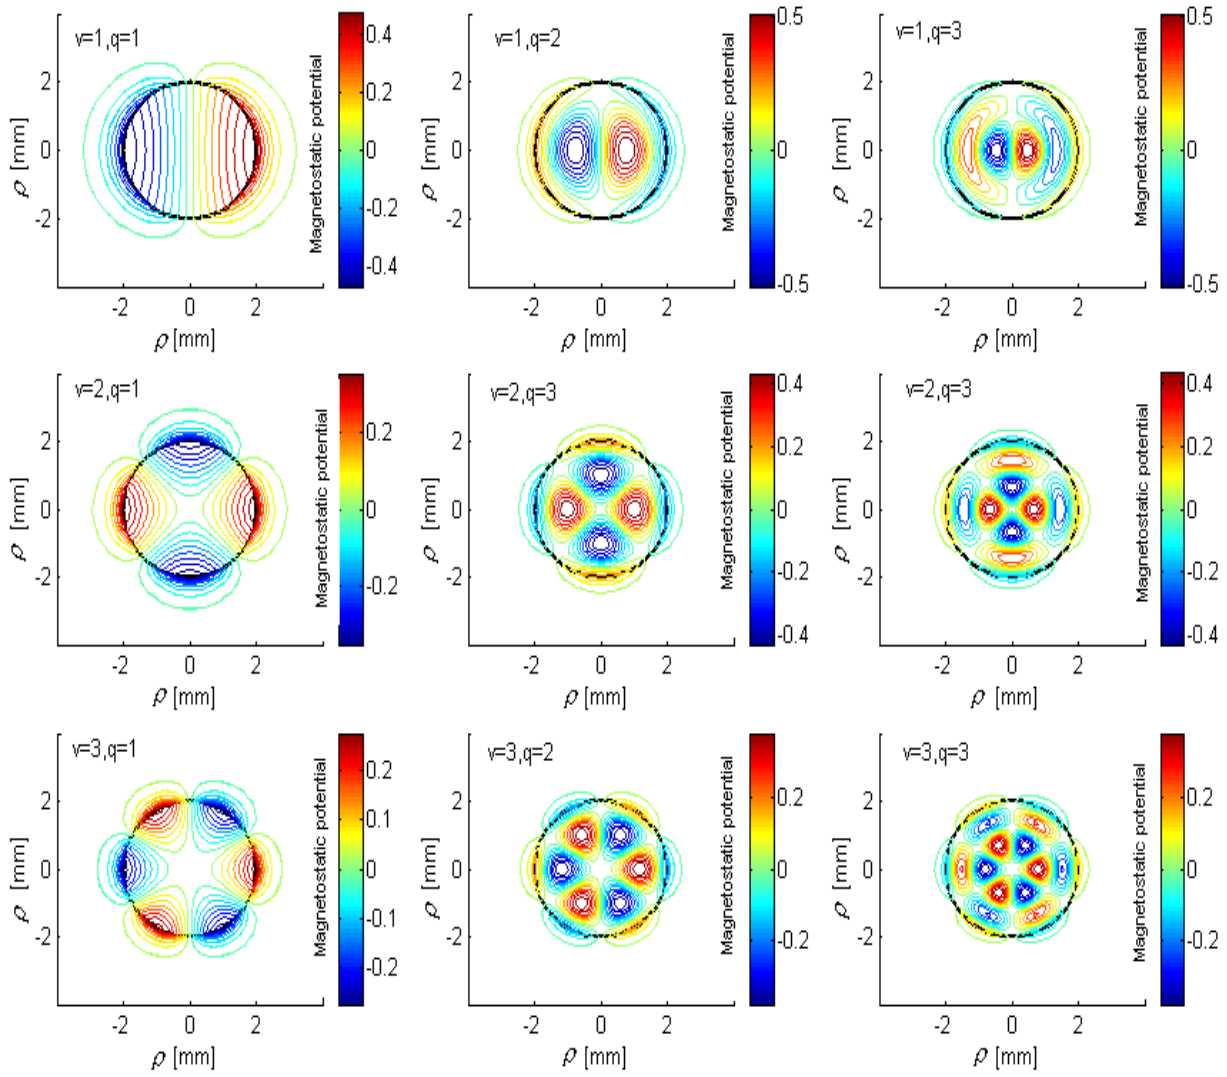 v=1,q=1
2
0
-2
ρ [mm]
-2 0 2
ρ [mm]
Magnetostatic potential
0.4
0.2
0
-0.2
-0.4
v=1,q=2
2
0
-2
ρ [mm]
-2 0 2
ρ [mm]
Magnetostatic potential
0.5
0
-0.5
v=1,q=3
2
0
-2
ρ [mm]
-2 0 2
ρ [mm]
Magnetostatic potential
0.5
0
-0.5
v=2,q=1
2
0
-2
ρ [mm]
-2 0 2
ρ [mm]
Magnetostatic potential
0.2
0
-0.2
v=2,q=3
2
0
-2
ρ [mm]
-2 0 2
ρ [mm]
Magnetostatic potential
0.4
0.2
0
-0.2
-0.4
v=2,q=3
2
0
-2
ρ [mm]
-2 0 2
ρ [mm]
Magnetostatic potential
0.4
0.2
0
-0.2
-0.4
v=3,q=1
2
0
-2
ρ [mm]
-2 0 2
ρ [mm]
Magnetostatic potential
0.2
0.1
0
-0.1
-0.2
v=3,q=2
2
0
-2
ρ [mm]
-2 0 2
ρ [mm]
Magnetostatic potential
0.2
0
-0.2
v=3,q=3
2
0
-2
ρ [mm]
-2 0 2
ρ [mm]
Magnetostatic potential
0.2
0
-0.2